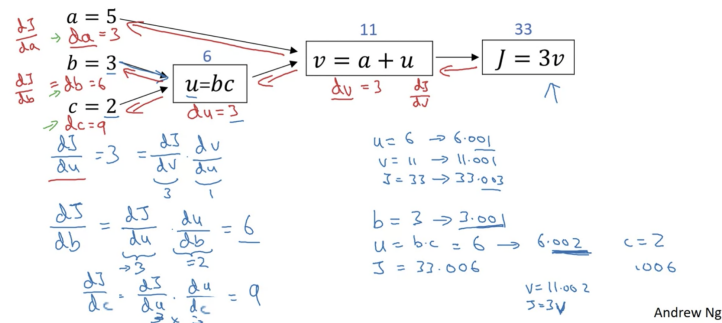 dJ/da → a = 5
da = 3
b = 3
dJ/db = db = 6
c = 2
→ dc = 9
6
u=bc
du = 3
11
v = a + u
dv = 3 dJ/dv
33
J = 3v
dJ/du = 3 = dJ/dv · dv/du
3 1
dJ/db = dJ/du · du/db = 6
→3 =2
dJ/dc = dJ/du · du/dc = 9
u = 6 → 6.001
v = 11 → 11.001
J = 33 → 33.003
b = 3 → 3.001
u = b·c = 6 → 6.002 c = 2
J = 33.006 .006
v = 11.002
J = 3v
Andrew Ng